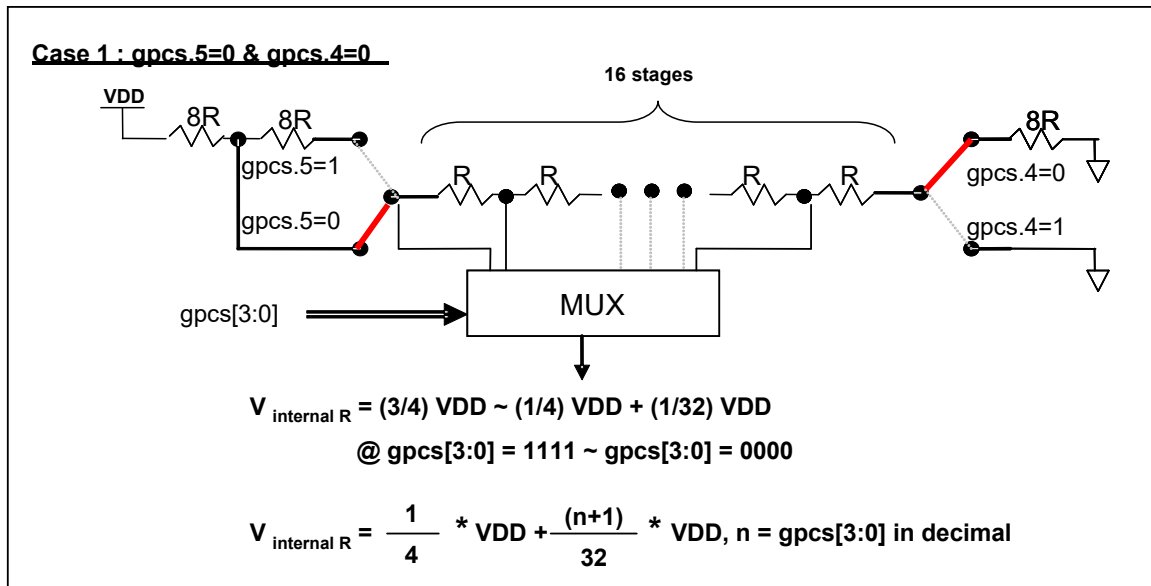 Case 1 : gpcs.5=0 & gpcs.4=0
16 stages
VDD
8R
8R
8R
gpcs.5=1
gpcs.4=0
R
R
R
R
gpcs.5=0
gpcs.4=1
MUX
gpcs[3:0]
V internal R = (3/4) VDD ~ (1/4) VDD + (1/32) VDD
@ gpcs[3:0] = 1111 ~ gpcs[3:0] = 0000
V internal R = 1/4 * VDD + (n+1)/32 * VDD, n = gpcs[3:0] in decimal